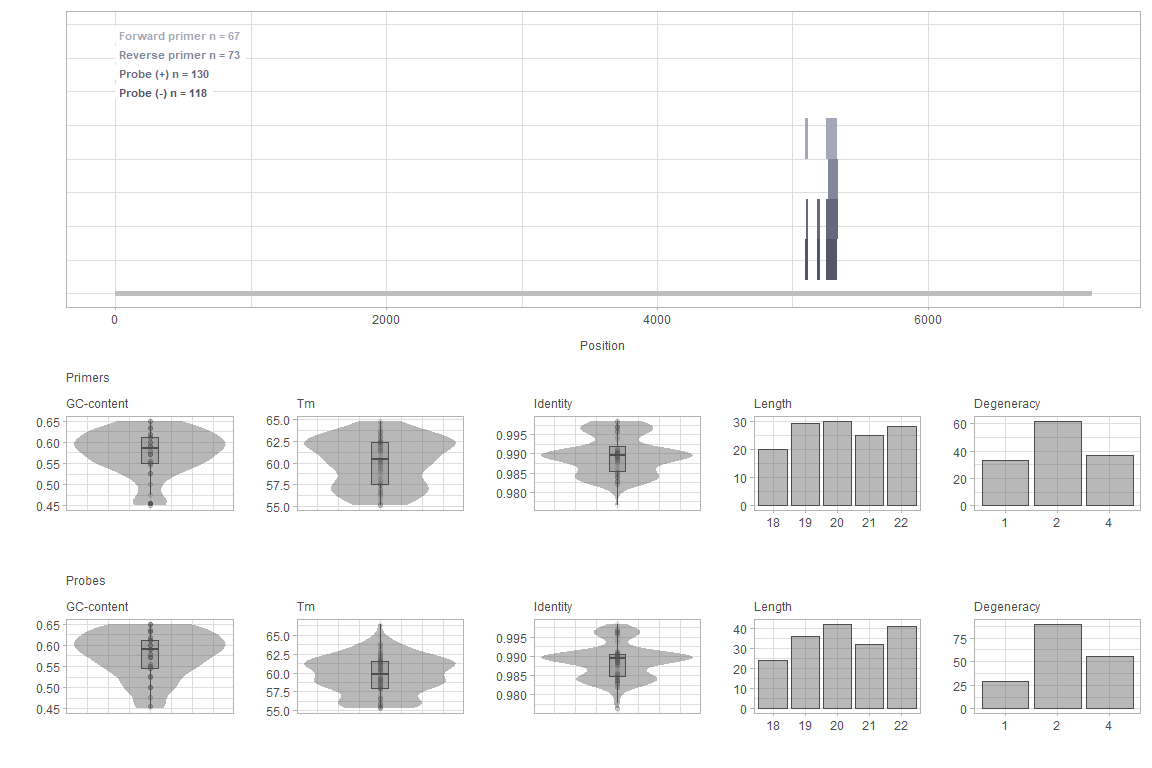 Forward primer n = 67
Reverse primer n = 73
Probe (+) n = 130
Probe (-) n = 118
0 2000 4000 6000
Position
Primers
GC-content Tm Identity Length Degeneracy
0.65 0.60 0.55 0.50 0.45
65.0 62.5 60.0 57.5 55.0
0.995 0.990 0.985 0.980
30 20 10 0
18 19 20 21 22
60 40 20 0
1 2 4
Probes
GC-content Tm Identity Length Degeneracy
0.65 0.60 0.55 0.50 0.45
65.0 62.5 60.0 57.5 55.0
0.995 0.990 0.985 0.980
40 30 20 10 0
18 19 20 21 22
75 50 25 0
1 2 4